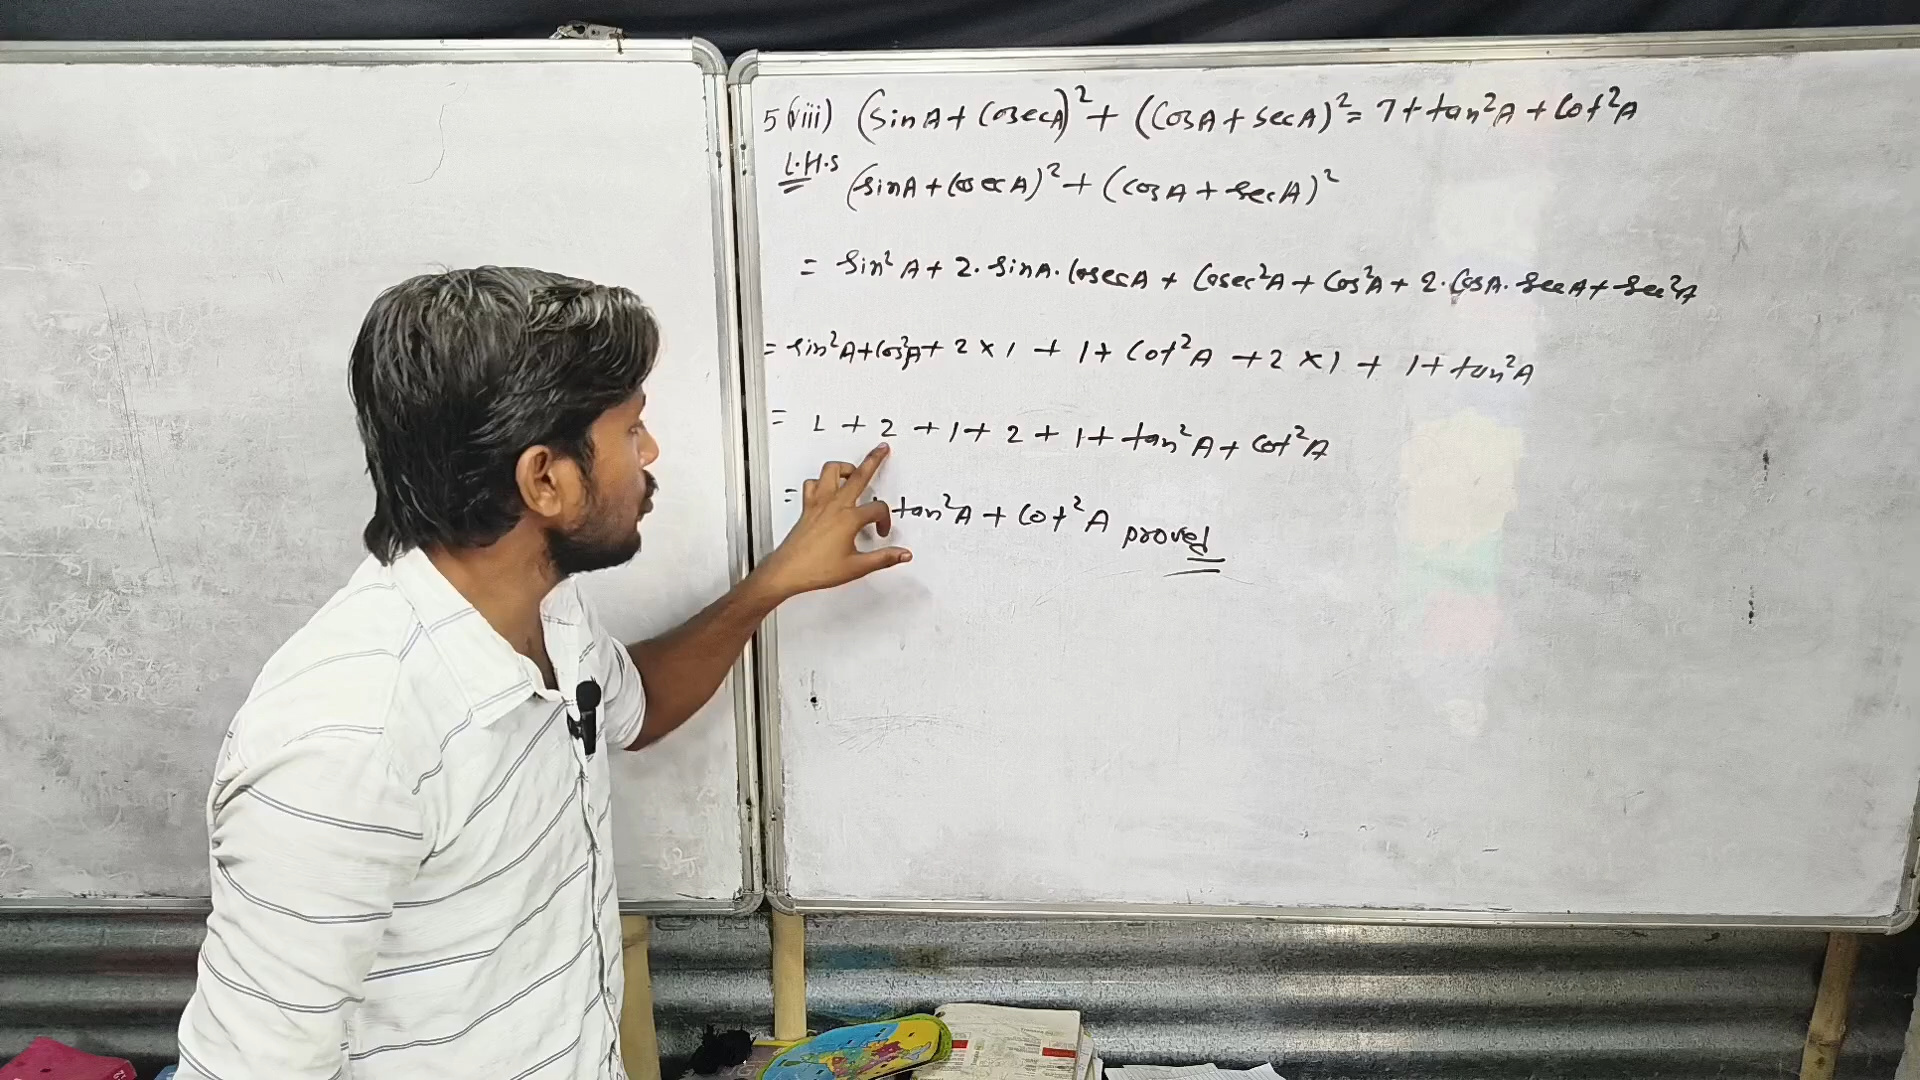 5(viii) (sinA + cosecA)² + (cosA + secA)² = 7 + tan²A + cot²A
L.H.S (sinA + cosecA)² + (cosA + secA)²
= sin²A + 2·sinA·cosecA + cosec²A + cos²A + 2·cosA·secA + sec²A
= sin²A + cos²A + 2×1 + 1 + cot²A + 2×1 + 1 + tan²A
= 1 + 2 + 1 + 2 + 1 + tan²A + cot²A
= tan²A + cot²A proved